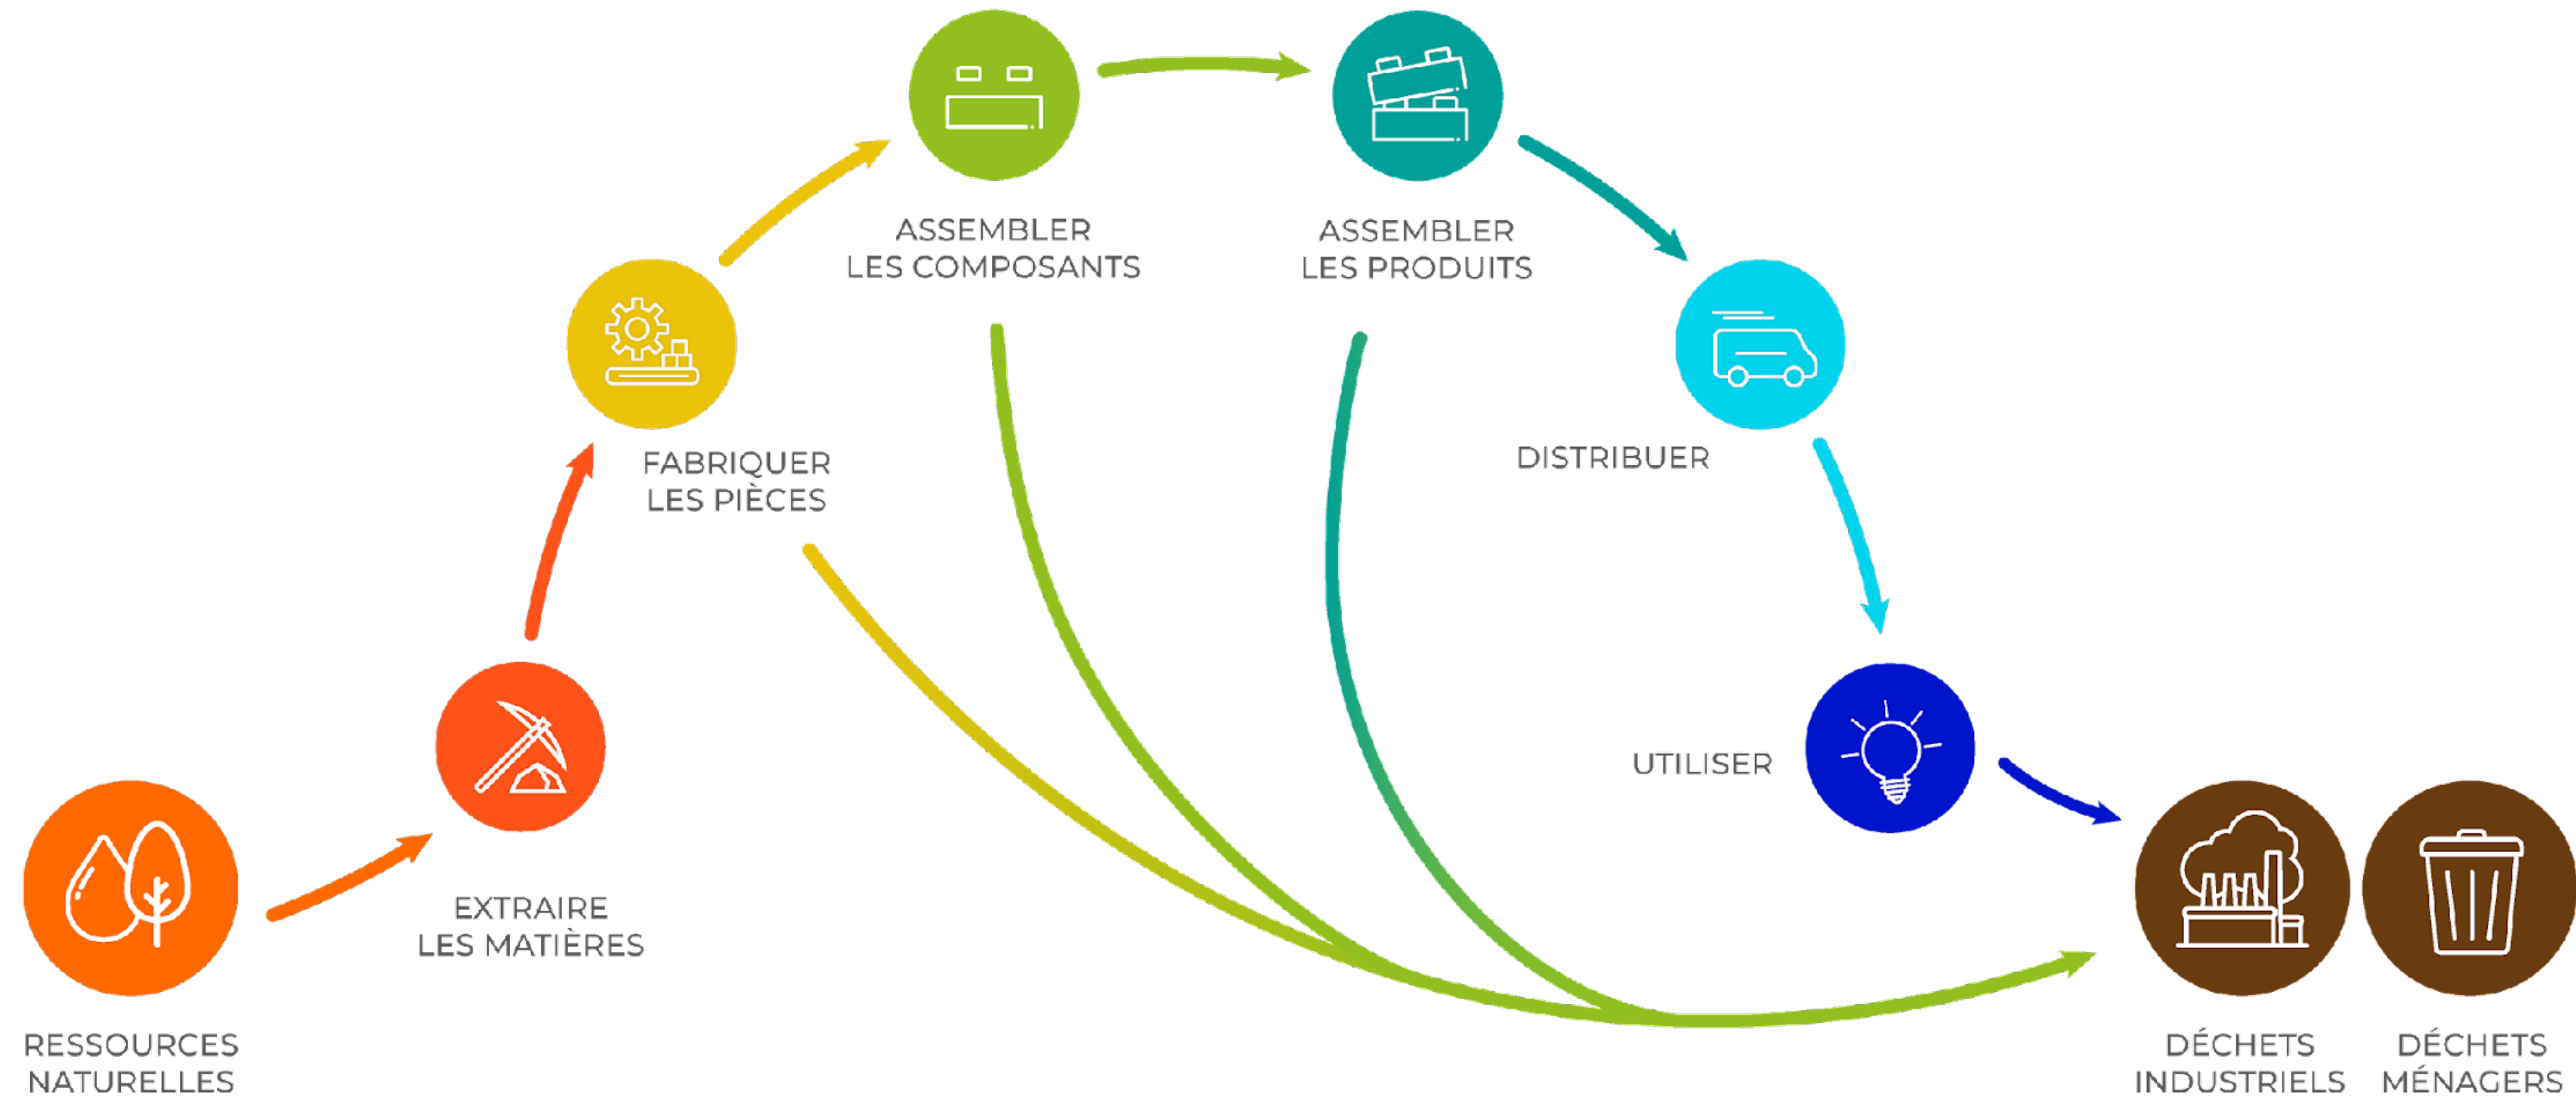 ASSEMBLER
LES COMPOSANTS
ASSEMBLER
LES PRODUITS
FABRIQUER
LES PIÈCES
DISTRIBUER
UTILISER
EXTRAIRE
LES MATIÈRES
RESSOURCES
NATURELLES
DÉCHETS
INDUSTRIELS
DÉCHETS
MÉNAGERS